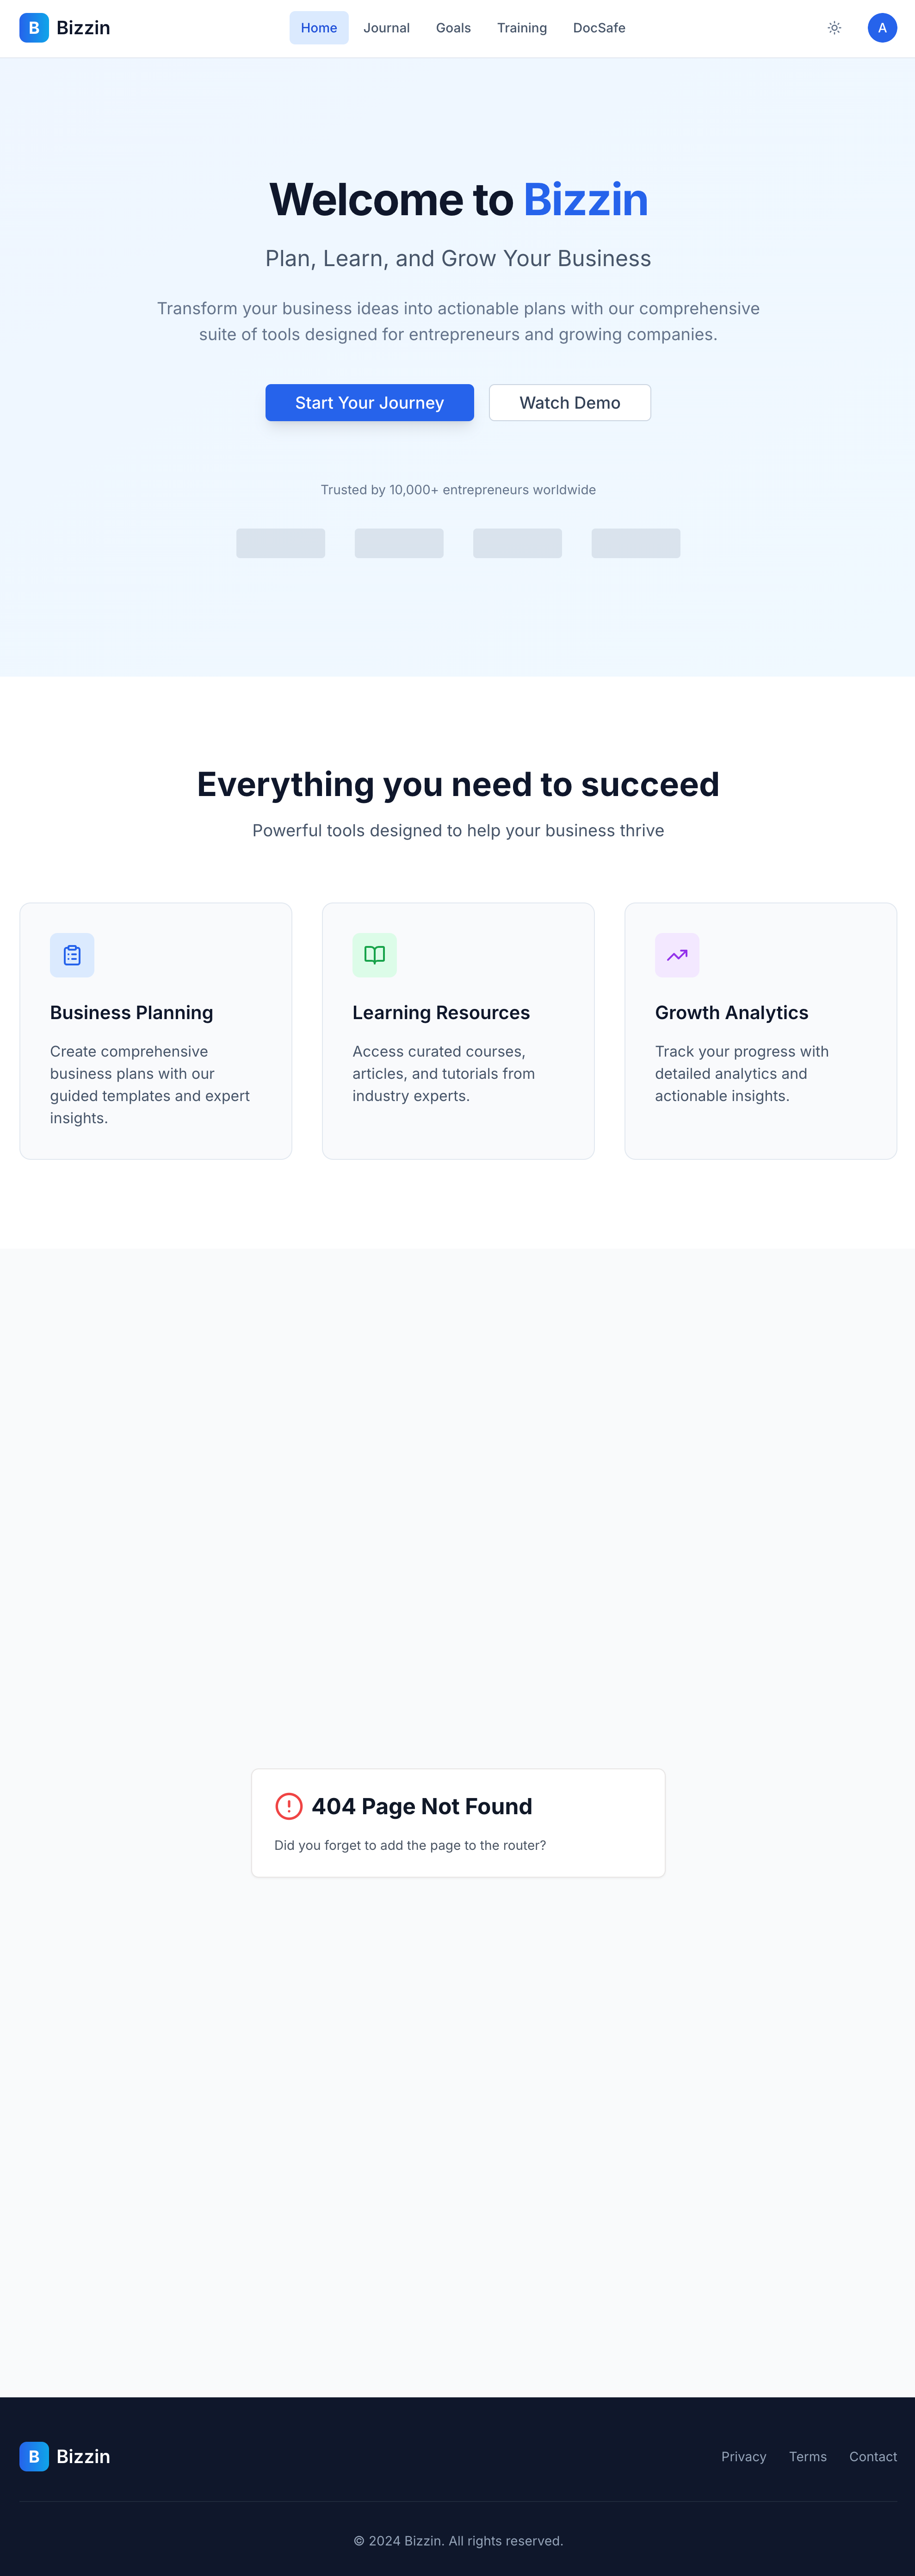 B Bizzin
Home Journal Goals Training DocSafe
A
Welcome to Bizzin
Plan, Learn, and Grow Your Business
Transform your business ideas into actionable plans with our comprehensive
suite of tools designed for entrepreneurs and growing companies.
Start Your Journey Watch Demo
Trusted by 10,000+ entrepreneurs worldwide
Everything you need to succeed
Powerful tools designed to help your business thrive
Business Planning
Create comprehensive
business plans with our
guided templates and expert
insights.
Learning Resources
Access curated courses,
articles, and tutorials from
industry experts.
Growth Analytics
Track your progress with
detailed analytics and
actionable insights.
404 Page Not Found
Did you forget to add the page to the router?
B Bizzin
Privacy Terms Contact
© 2024 Bizzin. All rights reserved.